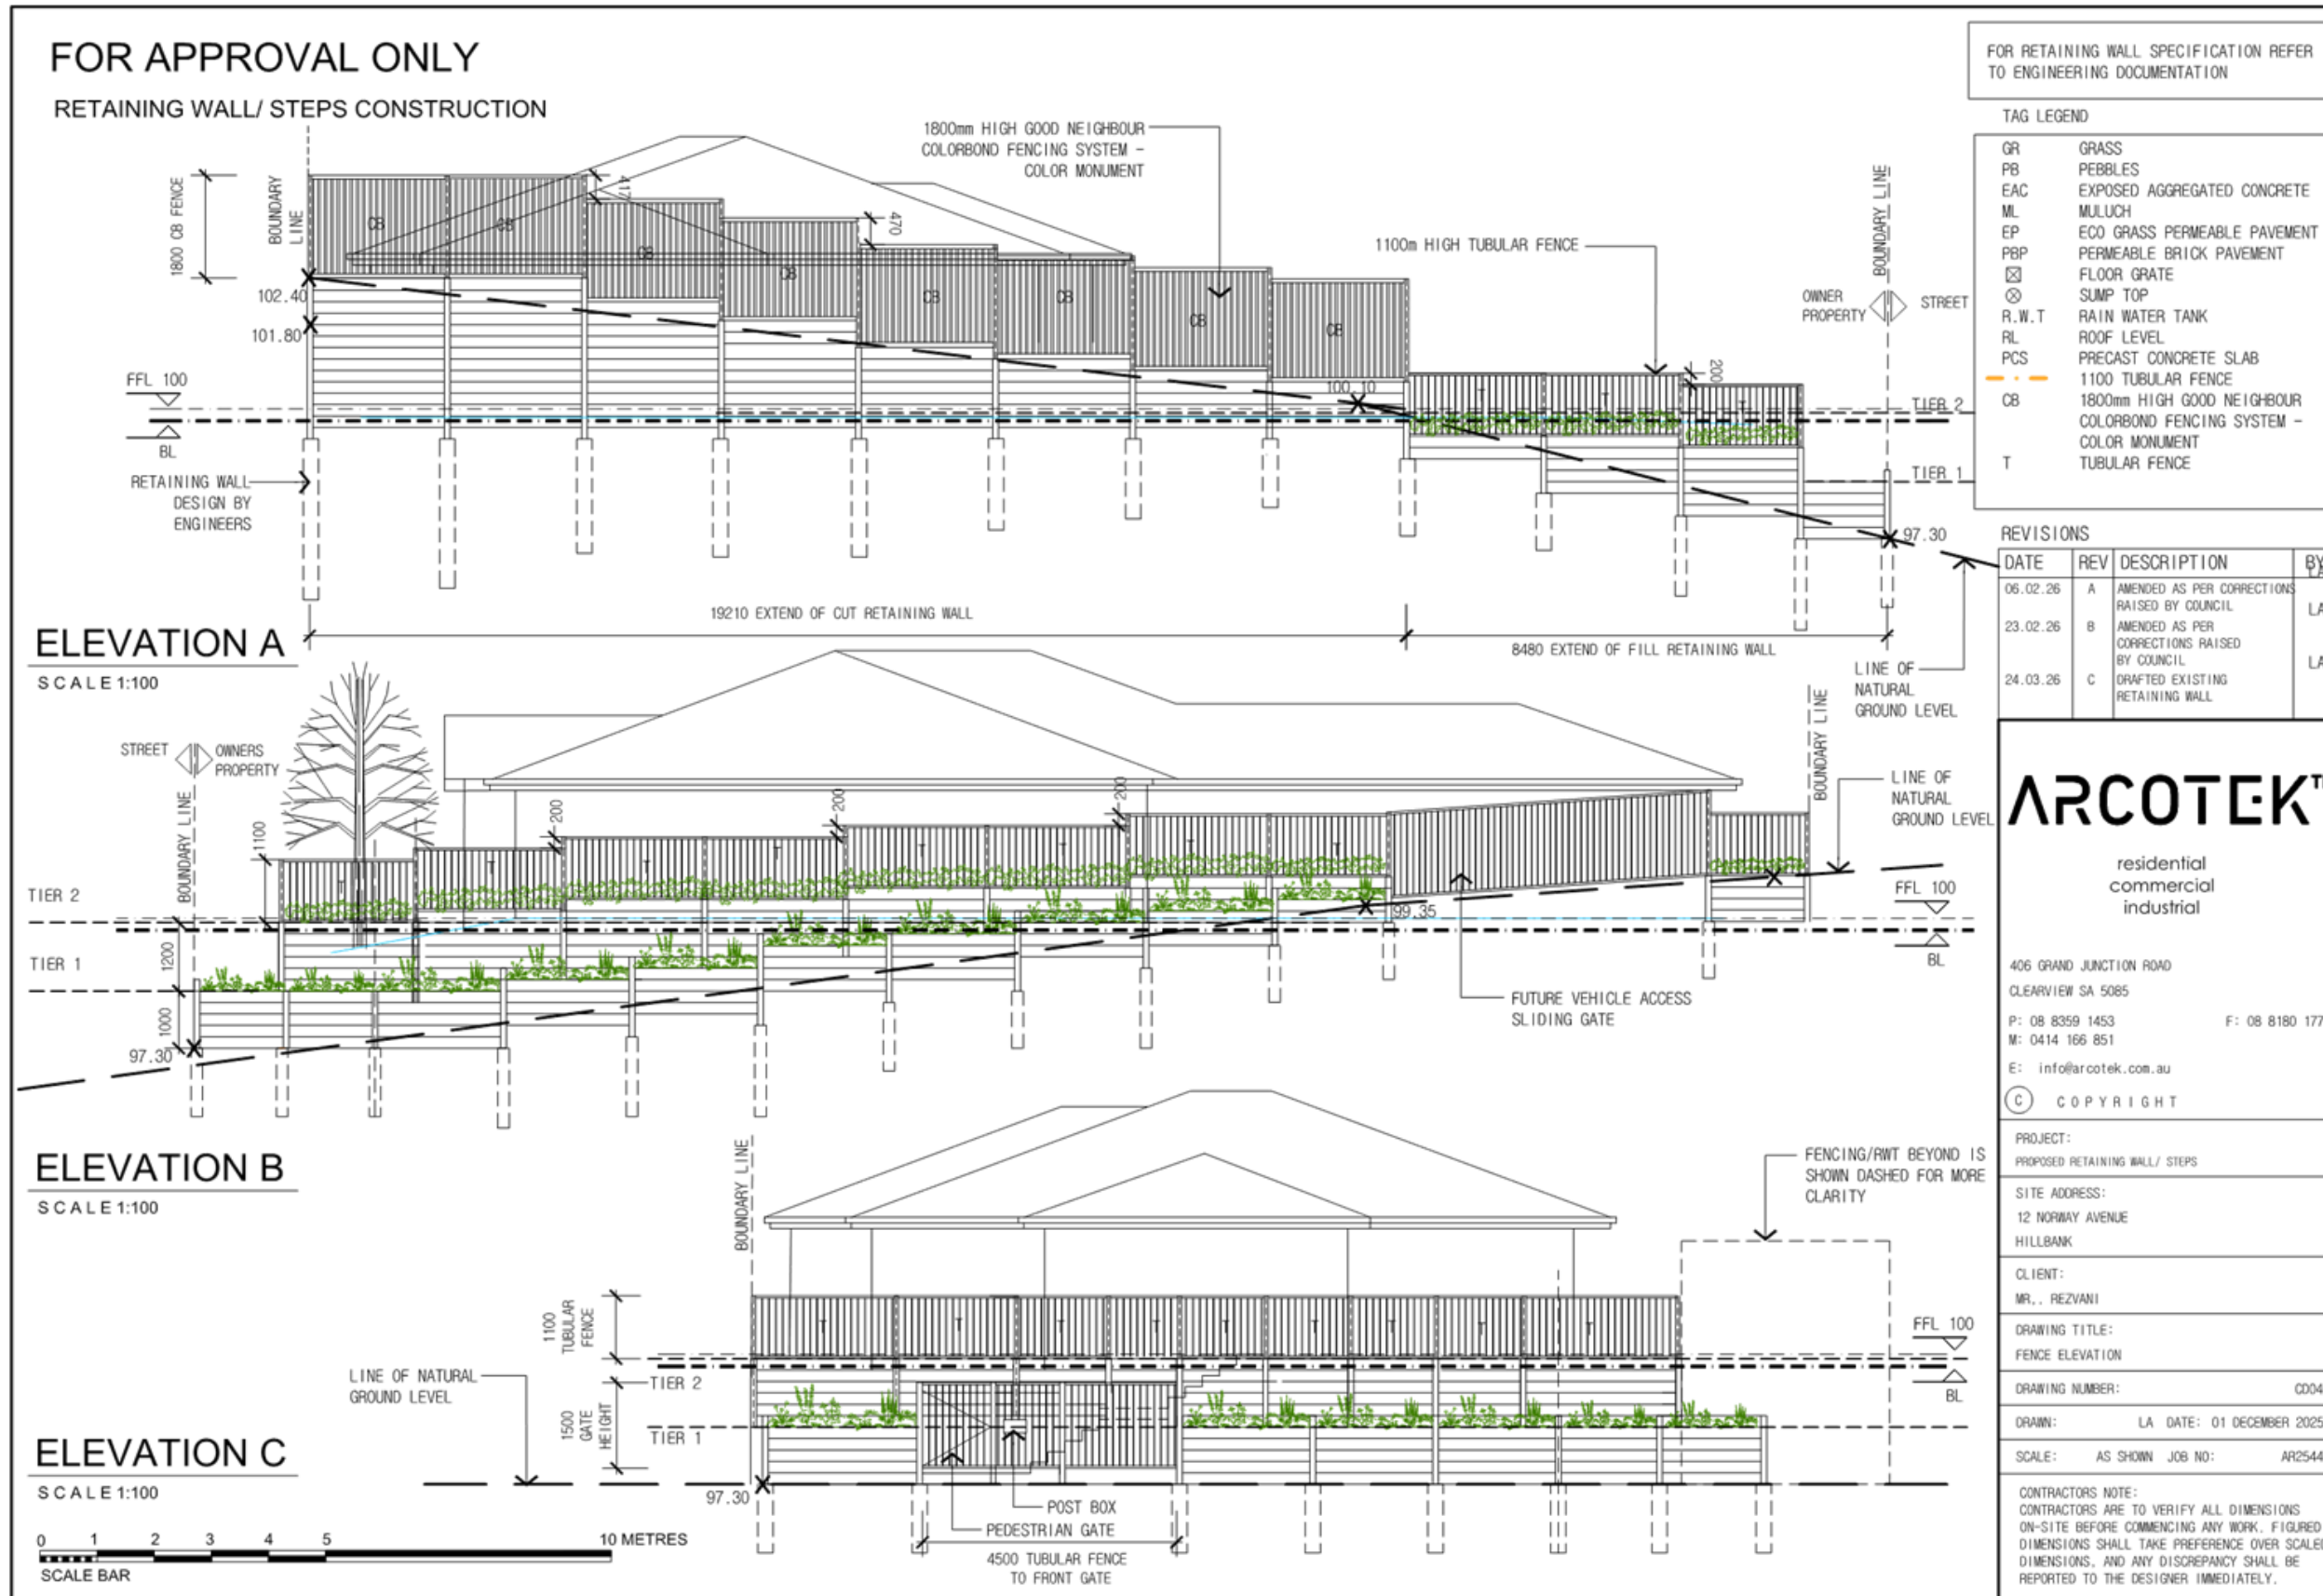 FOR APPROVAL ONLY
RETAINING WALL/ STEPS CONSTRUCTION
1800 CB FENCE
BOUNDARY
LINE
CB
CB
CB
CB
CB
CB
CB
CB
417
470
1800mm HIGH GOOD NEIGHBOUR
COLORBOND FENCING SYSTEM -
COLOR MONUMENT
1100m HIGH TUBULAR FENCE
BOUNDARY LINE
OWNER
PROPERTY
STREET
102.40
101.80
FFL 100
BL
RETAINING WALL
DESIGN BY
ENGINEERS
100.10
T
T
T
200
TIER 2
TIER 1
97.30
19210 EXTEND OF CUT RETAINING WALL
8480 EXTEND OF FILL RETAINING WALL
LINE OF
NATURAL
GROUND LEVEL
ELEVATION A
SCALE 1:100
STREET
OWNERS
PROPERTY
BOUNDARY LINE
1100
1200
1000
TIER 2
TIER 1
97.30
T
T
T
T
T
T
T
T
200
200
200
99.35
BOUNDARY LINE
LINE OF
NATURAL
GROUND LEVEL
FFL 100
BL
FUTURE VEHICLE ACCESS
SLIDING GATE
ELEVATION B
SCALE 1:100
BOUNDARY LINE
FENCING/RWT BEYOND IS
SHOWN DASHED FOR MORE
CLARITY
1100
TUBULAR
FENCE
T
T
T
T
T
T
T
T
T
FFL 100
BL
LINE OF NATURAL
GROUND LEVEL
1500
GATE
HEIGHT
TIER 2
TIER 1
97.30
POST BOX
PEDESTRIAN GATE
4500 TUBULAR FENCE
TO FRONT GATE
ELEVATION C
SCALE 1:100
0 1 2 3 4 5 10 METRES
SCALE BAR
FOR RETAINING WALL SPECIFICATION REFER
TO ENGINEERING DOCUMENTATION
TAG LEGEND
GR GRASS
PB PEBBLES
EAC EXPOSED AGGREGATED CONCRETE
ML MULUCH
EP ECO GRASS PERMEABLE PAVEMENT
PBP PERMEABLE BRICK PAVEMENT
FLOOR GRATE
SUMP TOP
R.W.T RAIN WATER TANK
RL ROOF LEVEL
PCS PRECAST CONCRETE SLAB
1100 TUBULAR FENCE
CB 1800mm HIGH GOOD NEIGHBOUR
COLORBOND FENCING SYSTEM -
COLOR MONUMENT
T TUBULAR FENCE
REVISIONS
DATE REV DESCRIPTION BY
LA
06.02.26 A AMENDED AS PER CORRECTIONS
RAISED BY COUNCIL LA
23.02.26 B AMENDED AS PER
CORRECTIONS RAISED
BY COUNCIL LA
24.03.26 C DRAFTED EXISTING
RETAINING WALL
ARCOTEK
residential
commercial
industrial
406 GRAND JUNCTION ROAD
CLEARVIEW SA 5085
P: 08 8359 1453 F: 08 8180 177
M: 0414 166 851
E: info@arcotek.com.au
© COPYRIGHT
PROJECT:
PROPOSED RETAINING WALL/ STEPS
SITE ADDRESS:
12 NORWAY AVENUE
HILLBANK
CLIENT:
MR.. REZVANI
DRAWING TITLE:
FENCE ELEVATION
DRAWING NUMBER: CD04
DRAWN: LA DATE: 01 DECEMBER 2025
SCALE: AS SHOWN JOB NO: AR2544
CONTRACTORS NOTE:
CONTRACTORS ARE TO VERIFY ALL DIMENSIONS
ON-SITE BEFORE COMMENCING ANY WORK. FIGURED
DIMENSIONS SHALL TAKE PREFERENCE OVER SCALED
DIMENSIONS, AND ANY DISCREPANCY SHALL BE
REPORTED TO THE DESIGNER IMMEDIATELY.